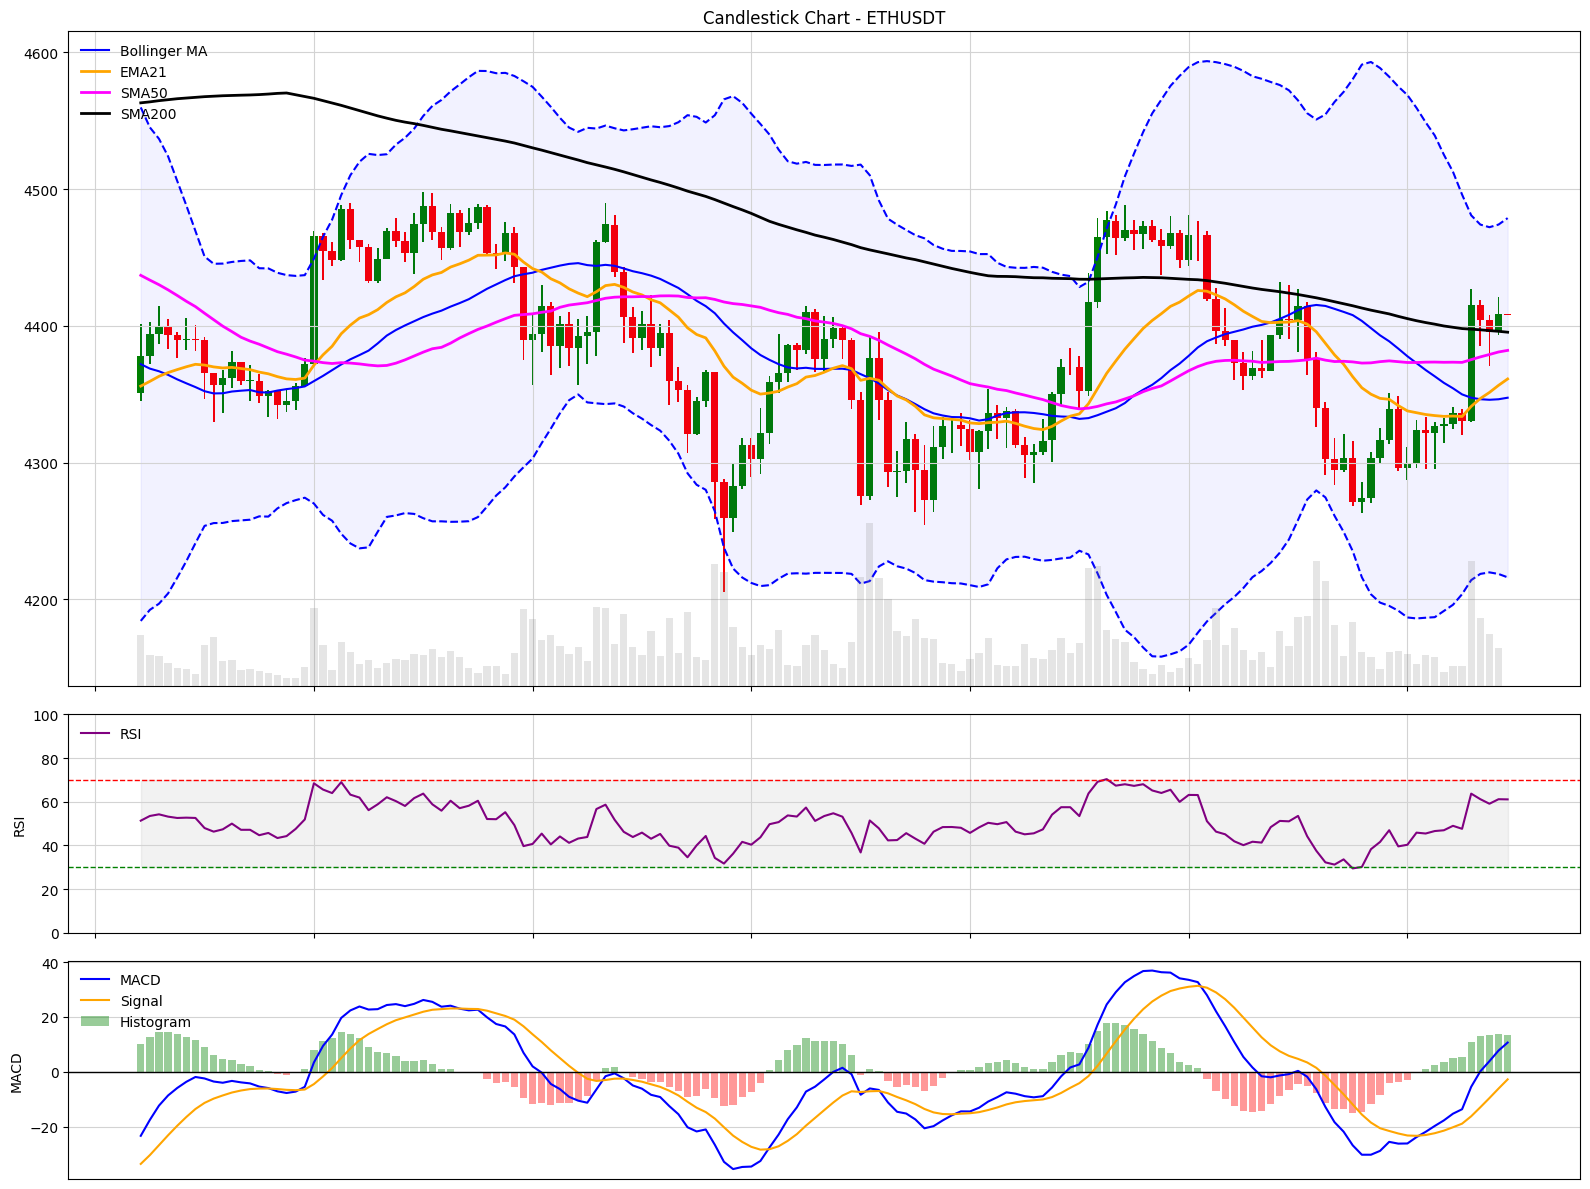 Candlestick Chart - ETHUSDT
4600
4500
4400
4300
4200
Bollinger MA
EMA21
SMA50
SMA200
100
80
60
40
20
0
RSI
RSI
40
20
0
−20
MACD
MACD
Signal
Histogram